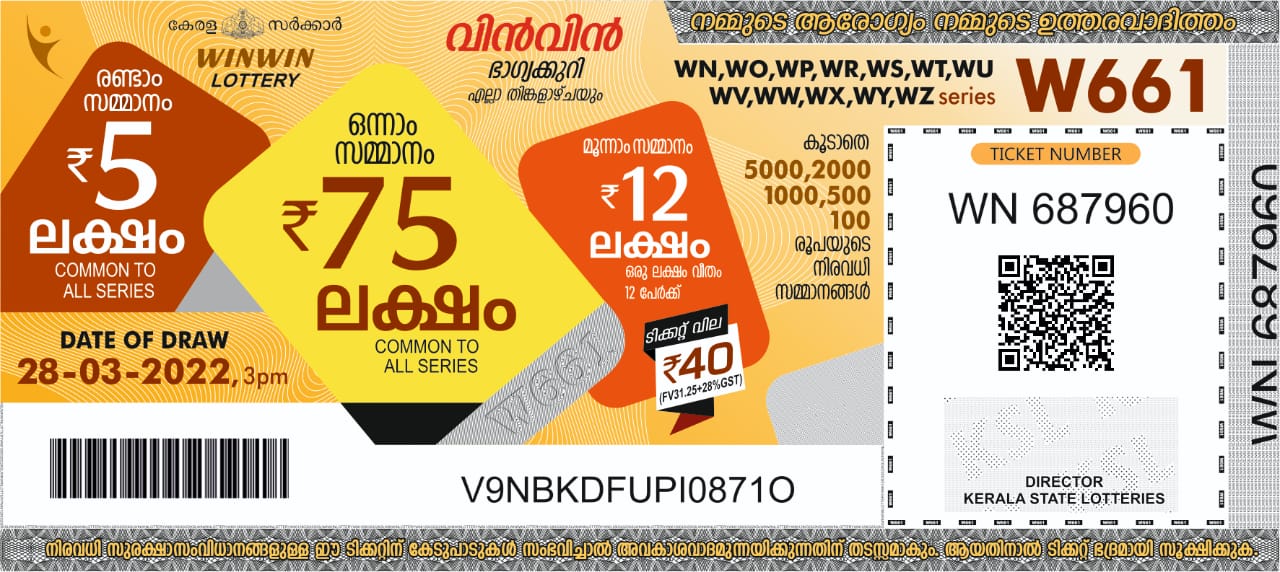 നമ്മുടെ ആരോഗ്യം നമ്മുടെ ഉത്തരവാദിത്തം
കേരള സർക്കാർ
WINWIN
LOTTERY
വിൻവിൻ
ഭാഗ്യക്കുറി
എല്ലാ തിങ്കളാഴ്ചയും
WN,WO,WP,WR,WS,WT,WU
WV,WW,WX,WY,WZ series
W661
രണ്ടാം
സമ്മാനം
₹5
ലക്ഷം
COMMON TO
ALL SERIES
ഒന്നാം
സമ്മാനം
₹75
ലക്ഷം
COMMON TO
ALL SERIES
മൂന്നാം സമ്മാനം
₹12
ലക്ഷം
ഒരു ലക്ഷം വീതം
12 പേർക്ക്
കൂടാതെ
5000,2000
1000,500
100
രൂപയുടെ
നിരവധി
സമ്മാനങ്ങൾ
TICKET NUMBER
WN 687960
WN 687960
DATE OF DRAW
28-03-2022, 3pm
ടിക്കറ്റ് വില
₹40
(FV31.25+28%GST)
W661
V9NBKDFUPI0871O
KSL
KSL
DIRECTOR
KERALA STATE LOTTERIES
നിരവധി സുരക്ഷാസംവിധാനങ്ങളുള്ള ഈ ടിക്കറ്റിന് കേടുപാടുകൾ സംഭവിച്ചാൽ അവകാശവാദമുന്നയിക്കുന്നതിന് തടസ്സമാകും. ആയതിനാൽ ടിക്കറ്റ് ഭദ്രമായി സൂക്ഷിക്കുക.